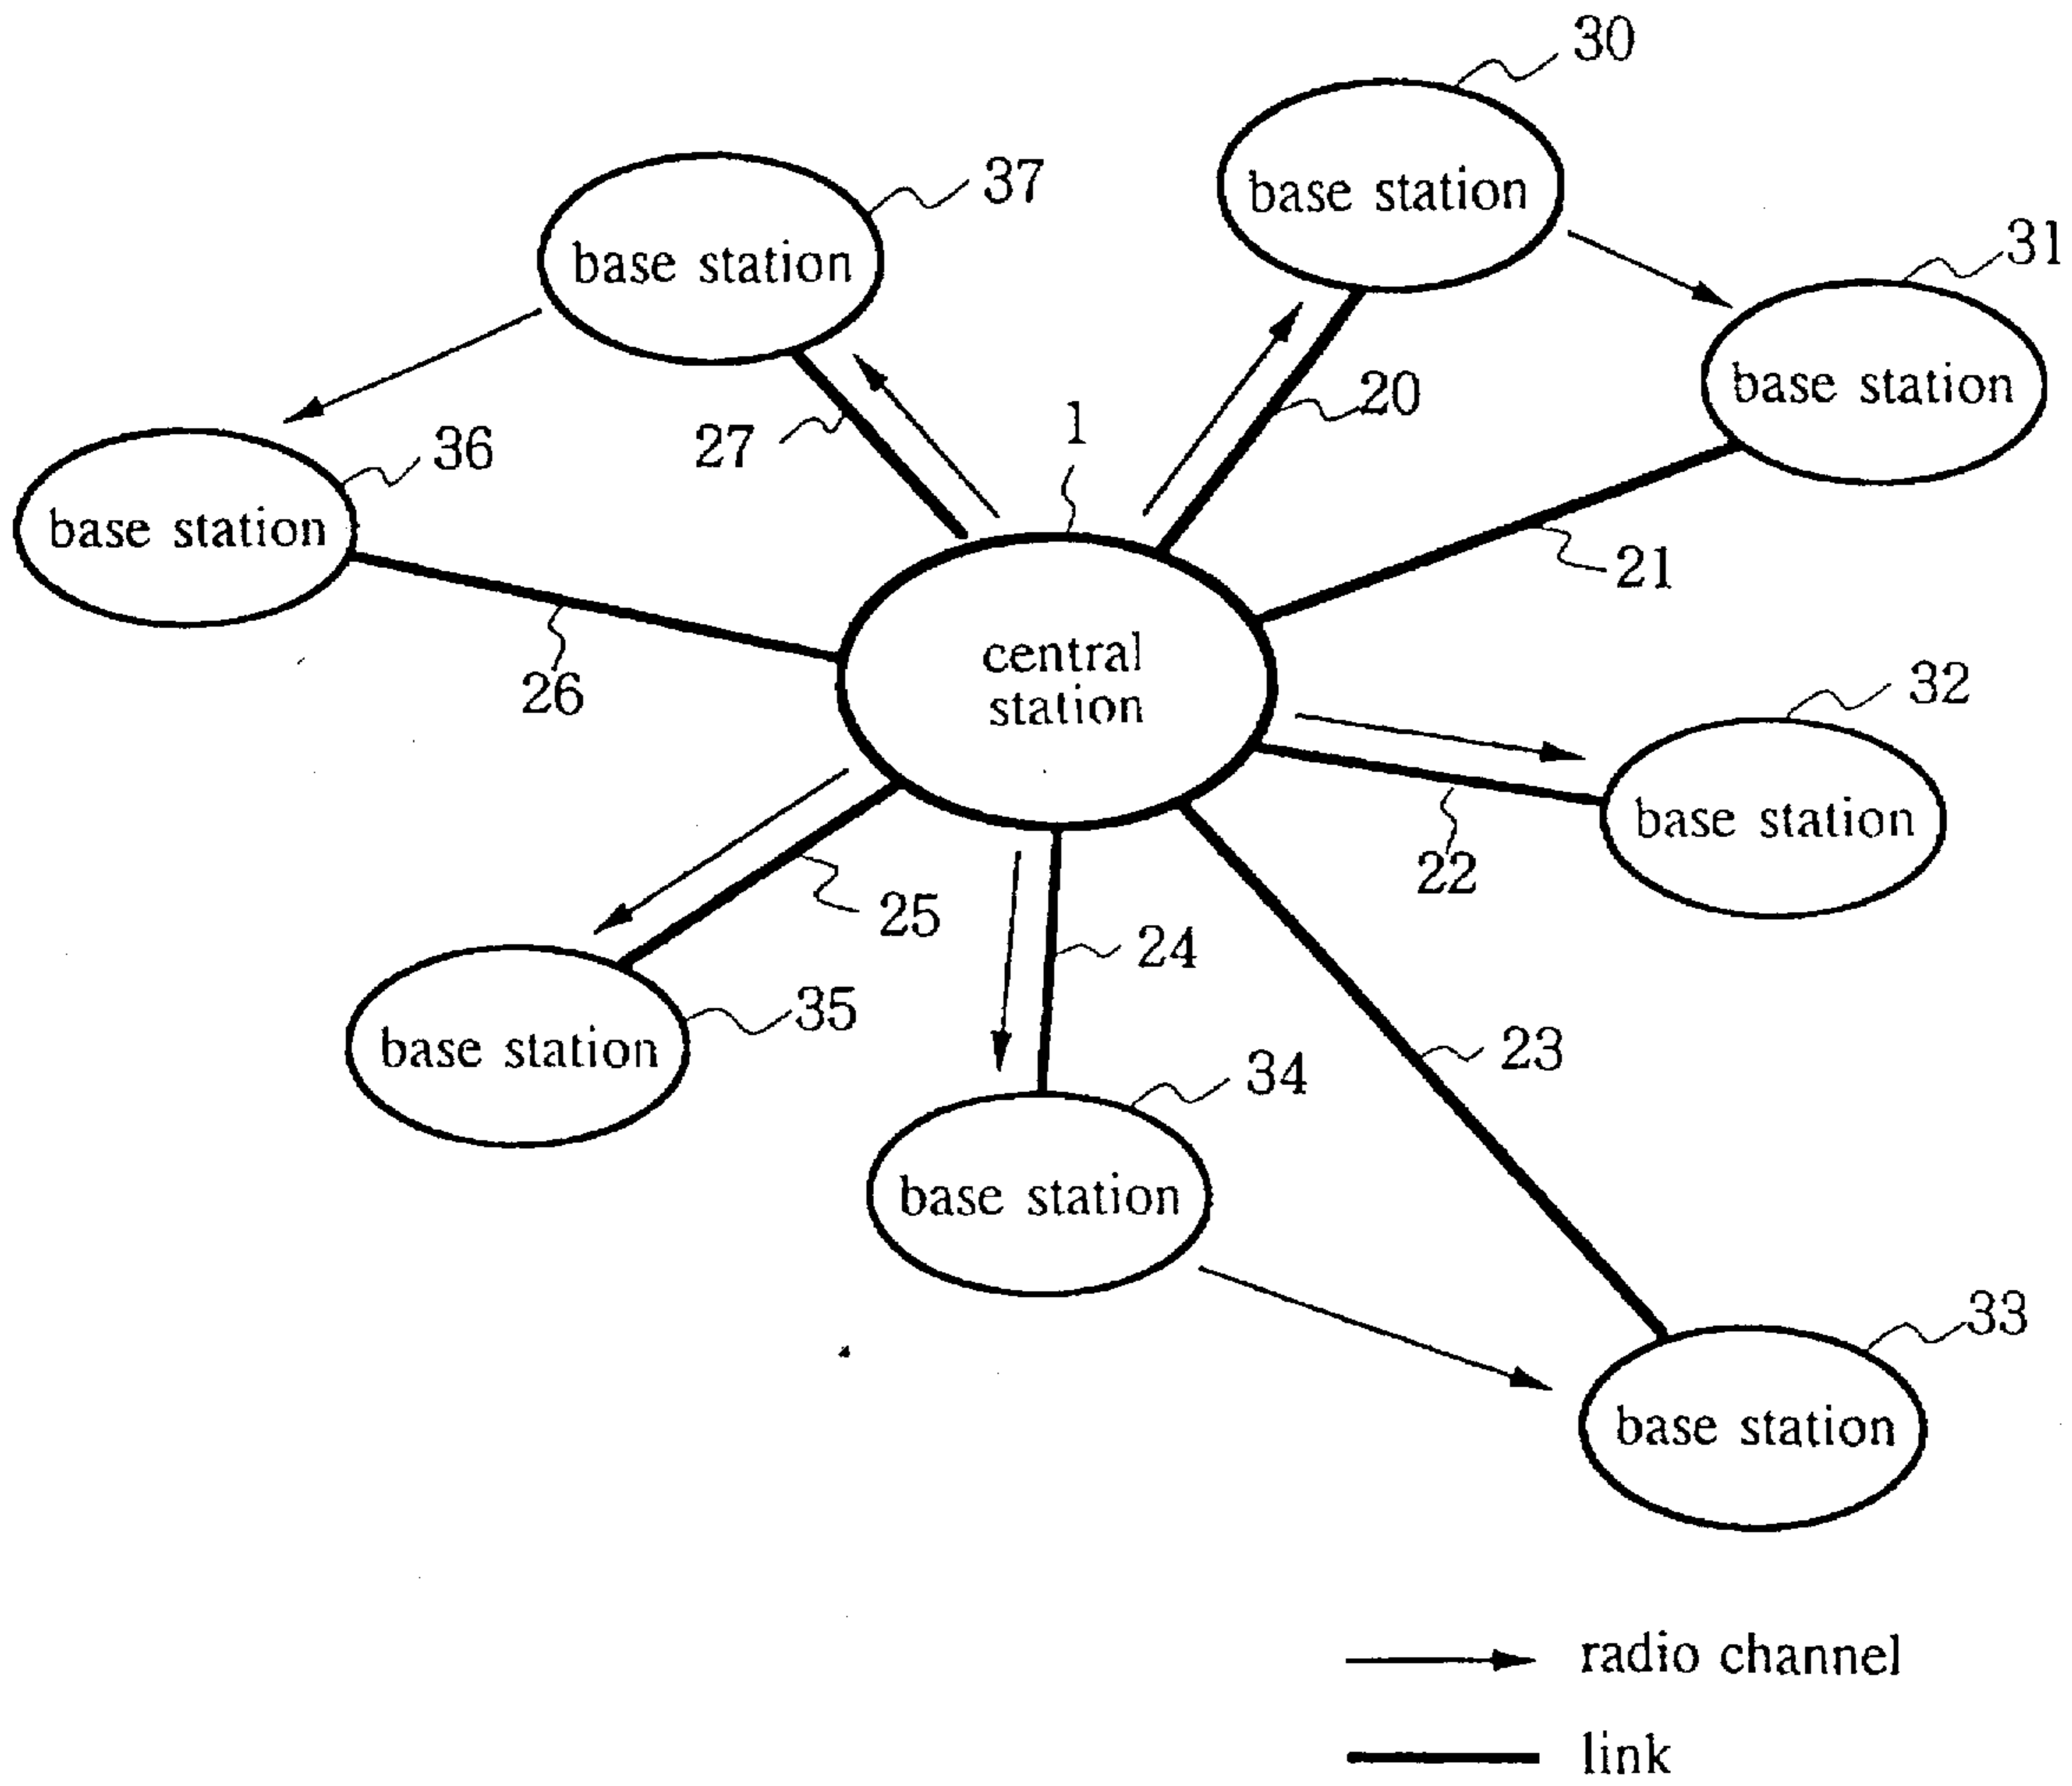 30
base station
37
base station
31
base station
20
1
27
36
base station
21
26
central
station
32
base station
22
25
24
35
base station
23
34
base station
33
base station
radio channel
link